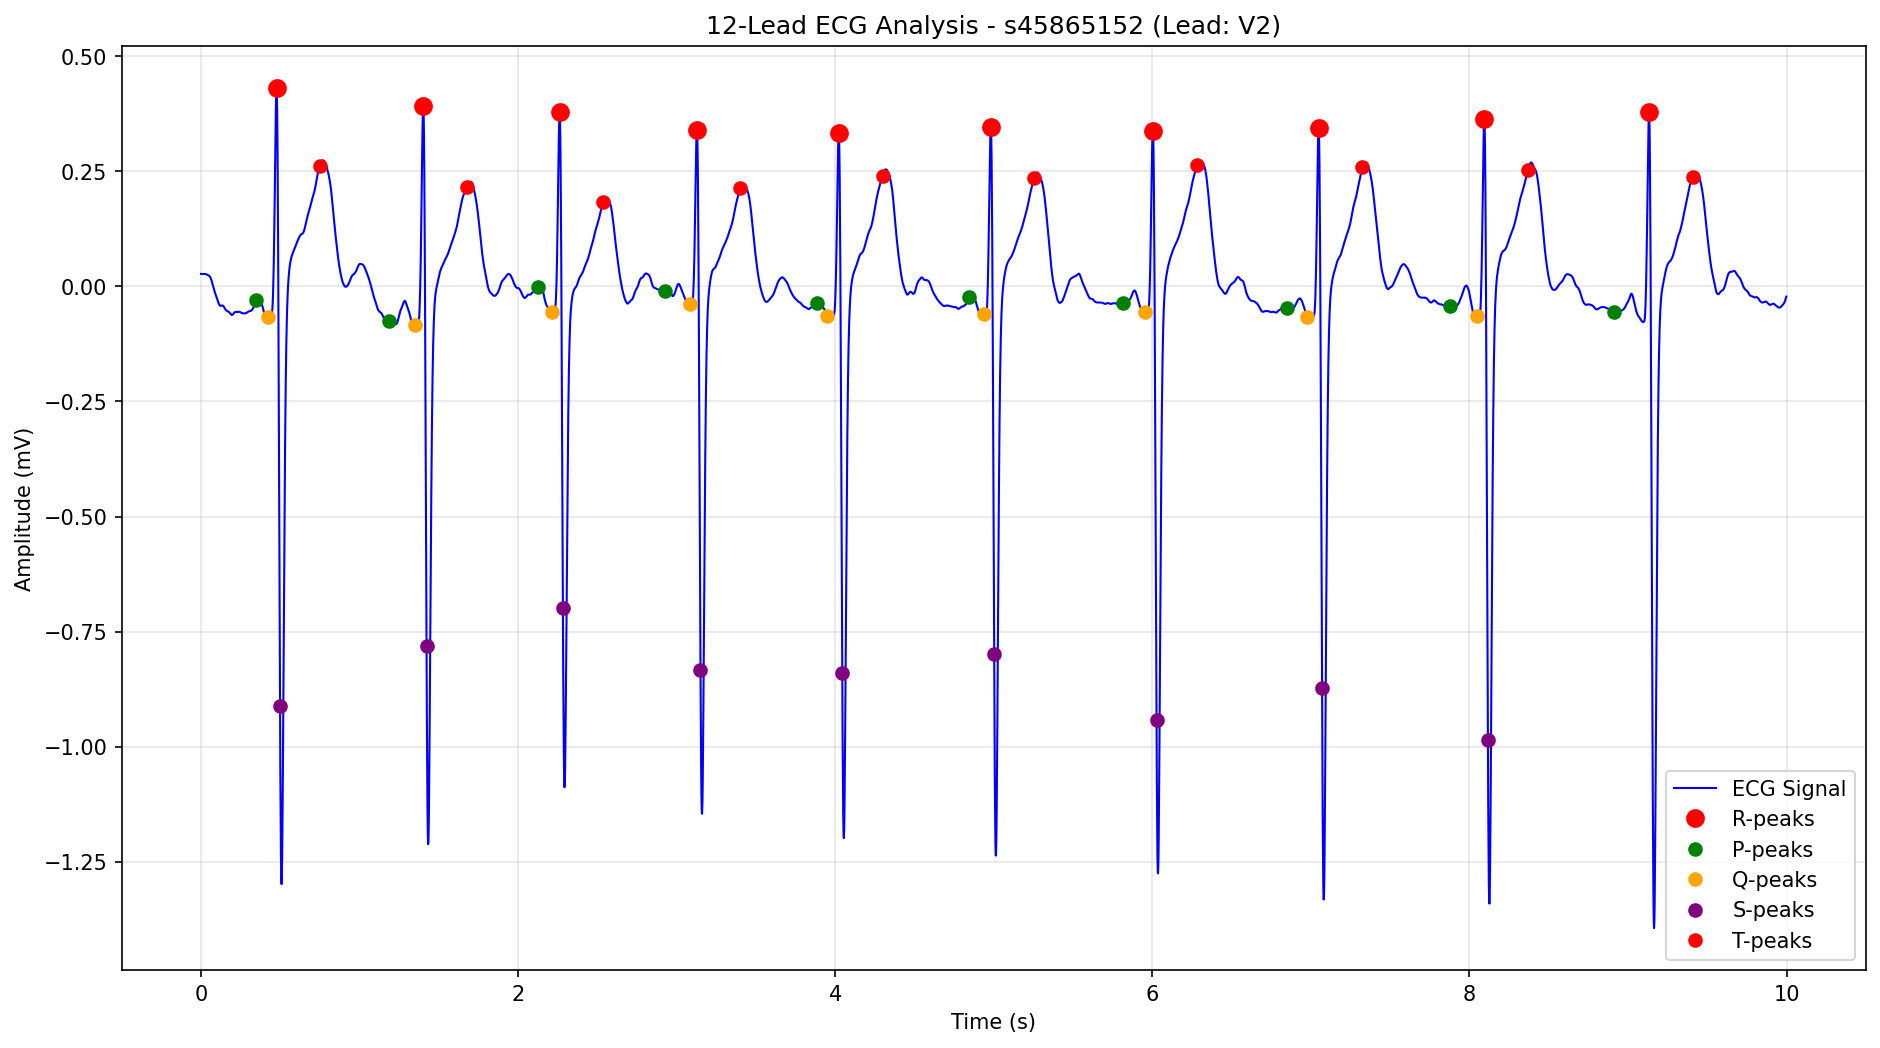 12-Lead ECG Analysis - s45865152 (Lead: V2)
0.50
0.25
0.00
−0.25
−0.50
−0.75
−1.00
−1.25
Amplitude (mV)
0 2 4 6 8 10
Time (s)
ECG Signal
R-peaks
P-peaks
Q-peaks
S-peaks
T-peaks